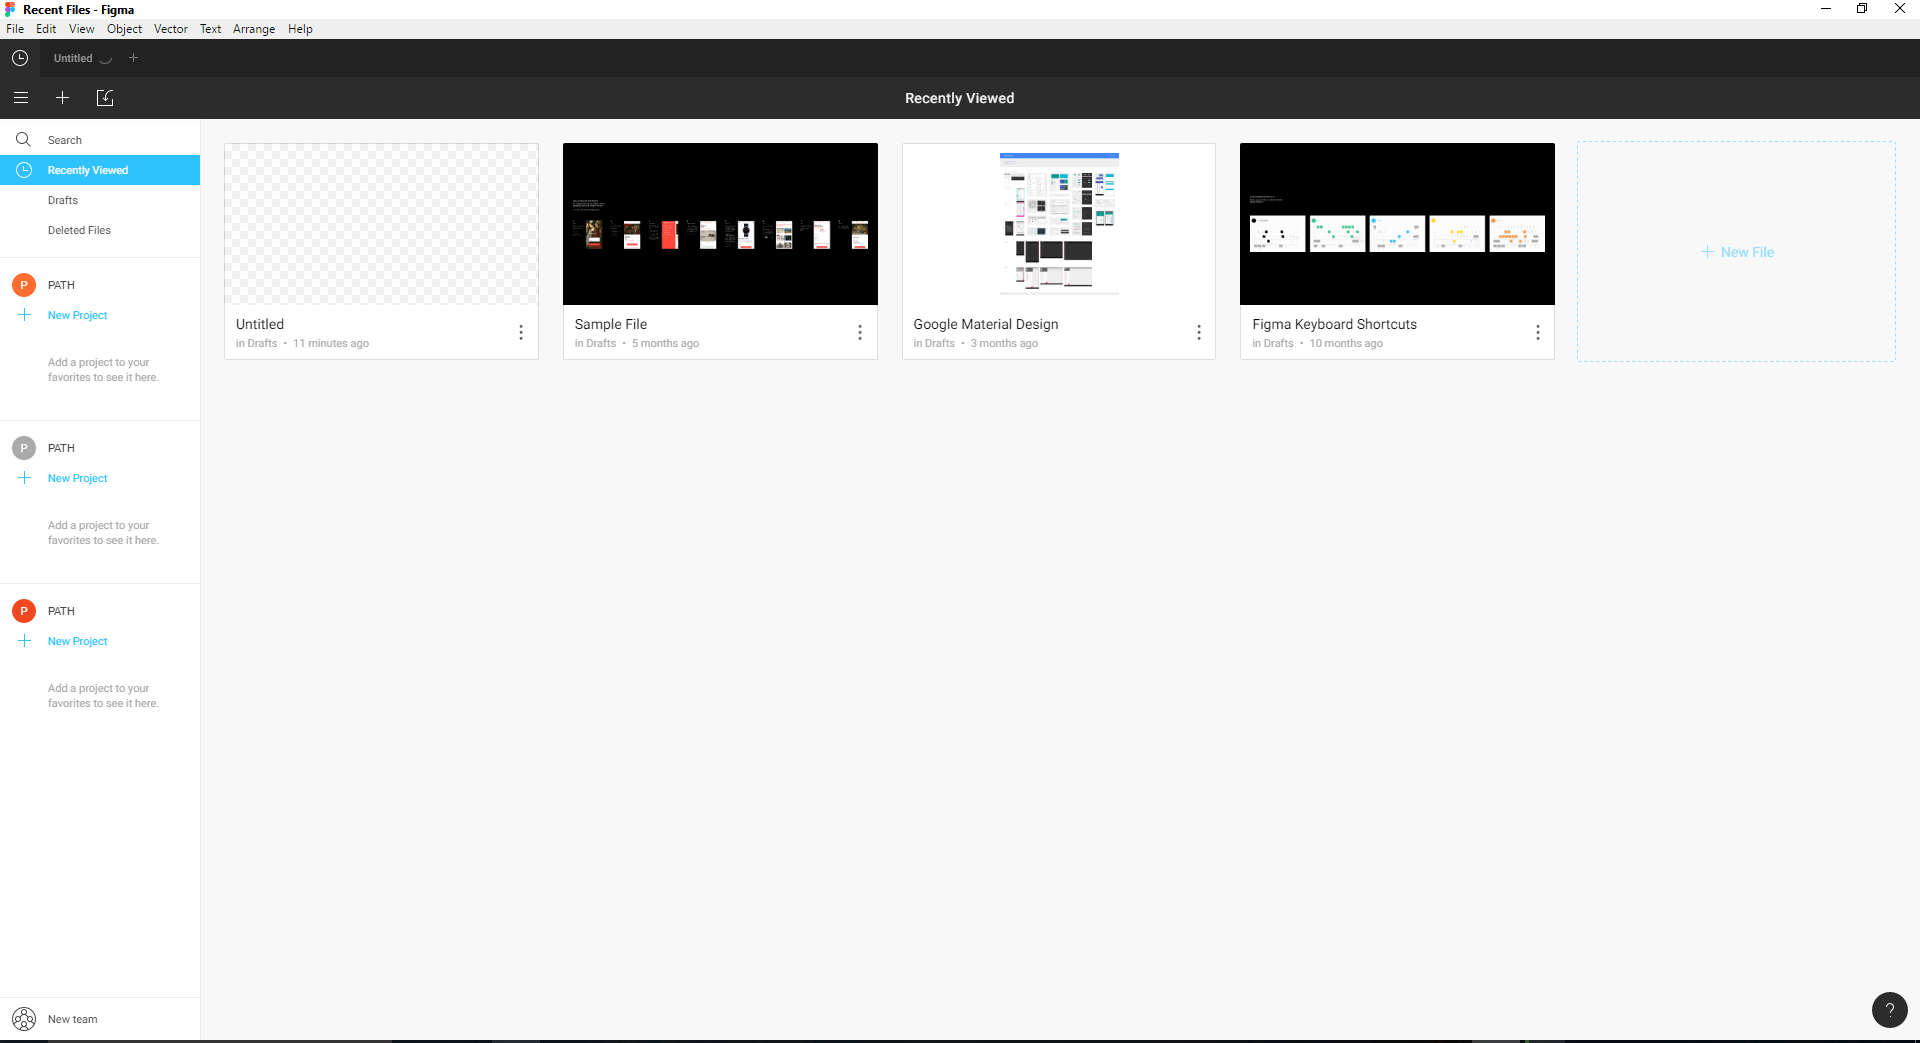 Recent Files - Figma
File Edit View Object Vector Text Arrange Help
Untitled
Recently Viewed
Search
Recently Viewed
Drafts
Deleted Files
P PATH
New Project
Add a project to your
favorites to see it here.
P PATH
New Project
Add a project to your
favorites to see it here.
P PATH
New Project
Add a project to your
favorites to see it here.
New team
Untitled
in Drafts • 11 minutes ago
Sample File
in Drafts • 5 months ago
Google Material Design
in Drafts • 3 months ago
Figma Keyboard Shortcuts
in Drafts • 10 months ago
+ New File
?